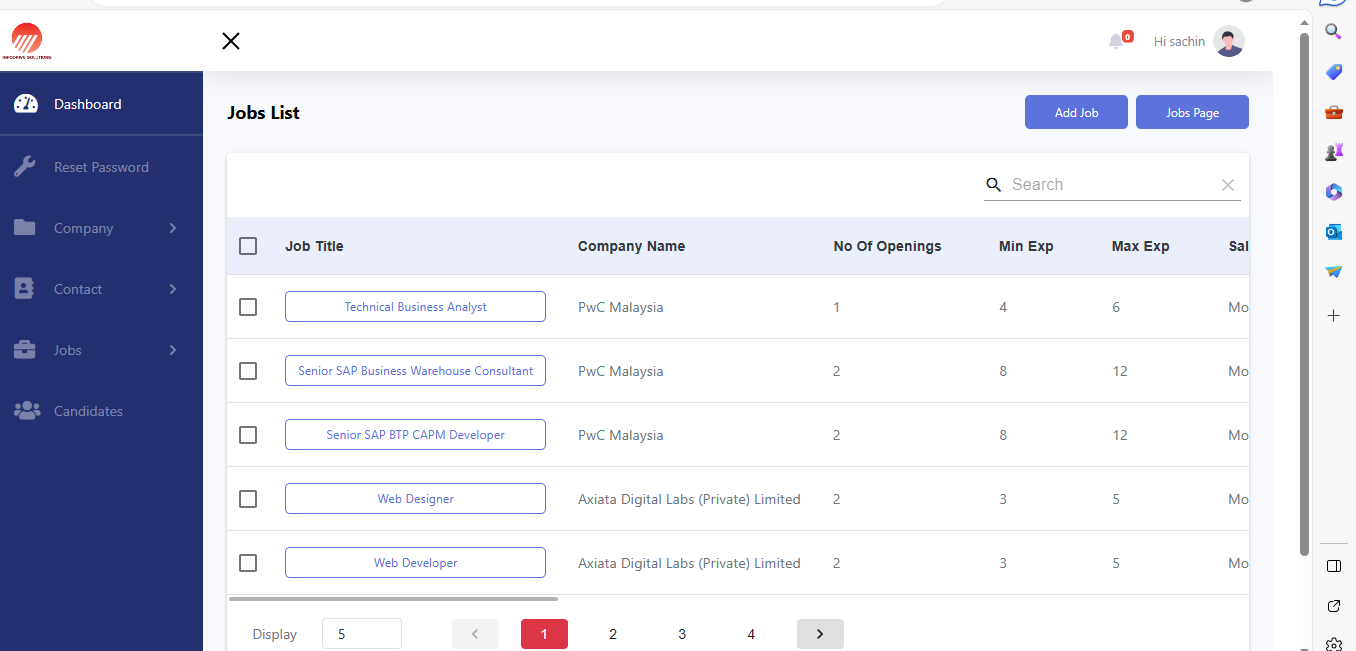 INFODRIVE SOLUTIONS
0
Hi sachin
Dashboard
Reset Password
Company
Contact
Jobs
Candidates
Jobs List
Add Job
Jobs Page
Search
Job Title Company Name No Of Openings Min Exp Max Exp Sal
Technical Business Analyst PwC Malaysia 1 4 6 Mo
Senior SAP Business Warehouse Consultant PwC Malaysia 2 8 12 Mo
Senior SAP BTP CAPM Developer PwC Malaysia 2 8 12 Mo
Web Designer Axiata Digital Labs (Private) Limited 2 3 5 Mo
Web Developer Axiata Digital Labs (Private) Limited 2 3 5 Mo
Display 5 1 2 3 4